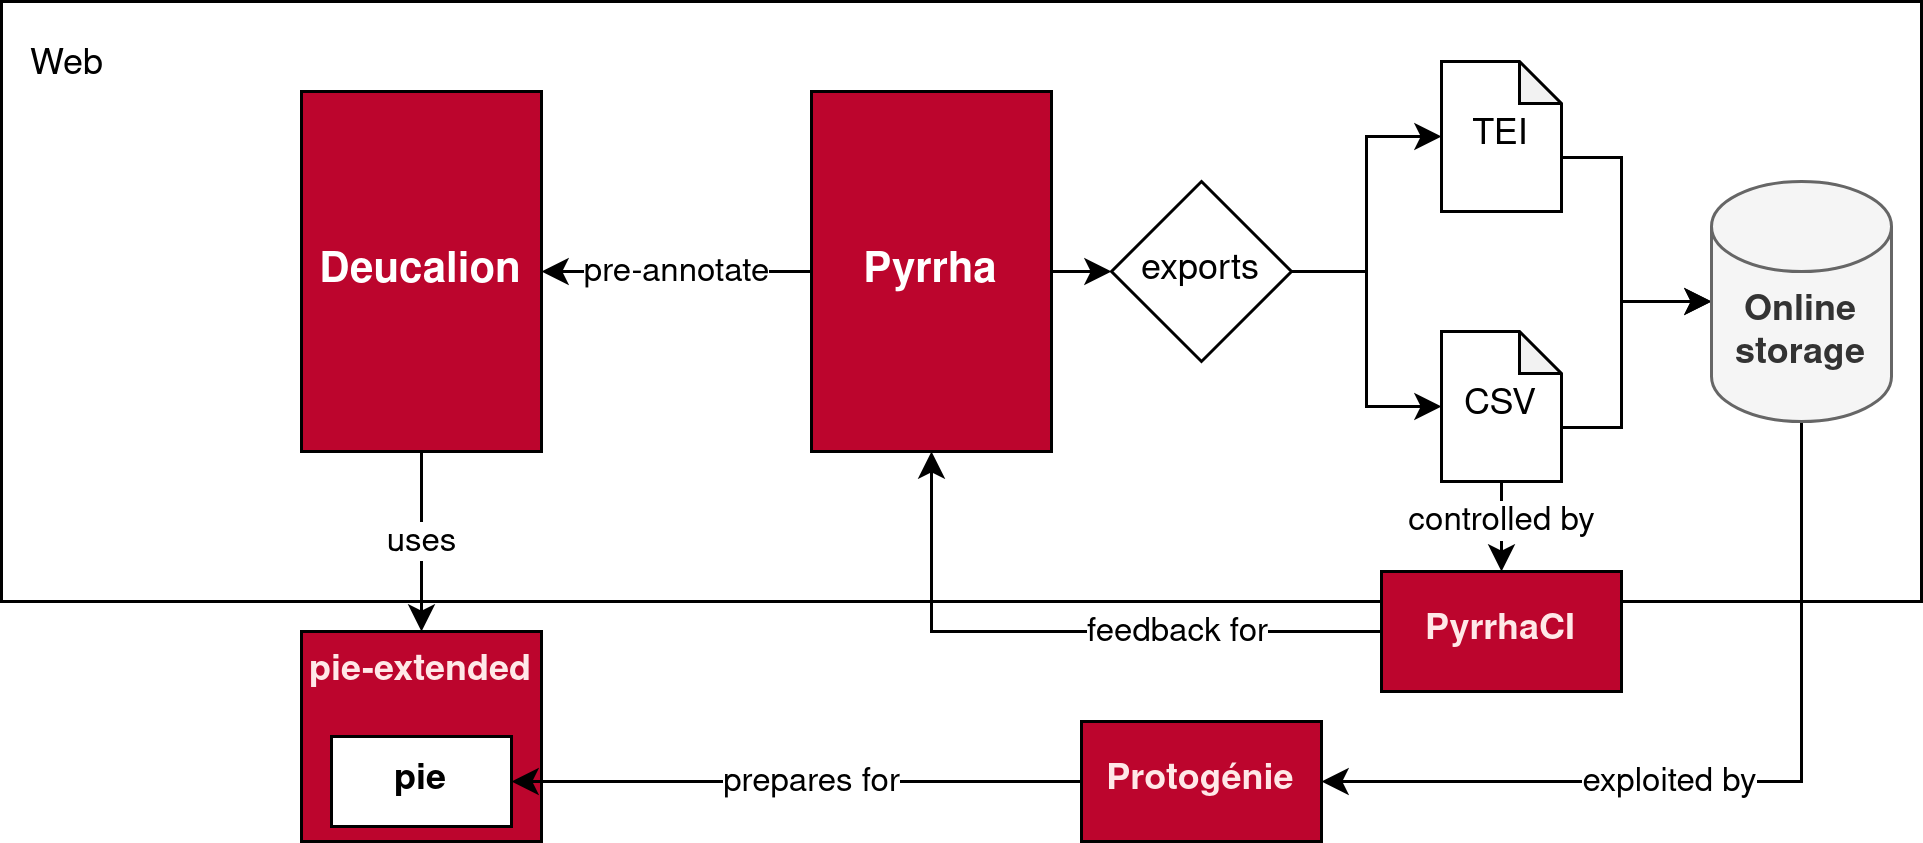 Web
TEI
Deucalion
pre-annotate
Pyrrha
exports
Online
storage
CSV
controlled by
uses
PyrrhaCI
feedback for
pie-extended
pie
prepares for
Protogénie
exploited by